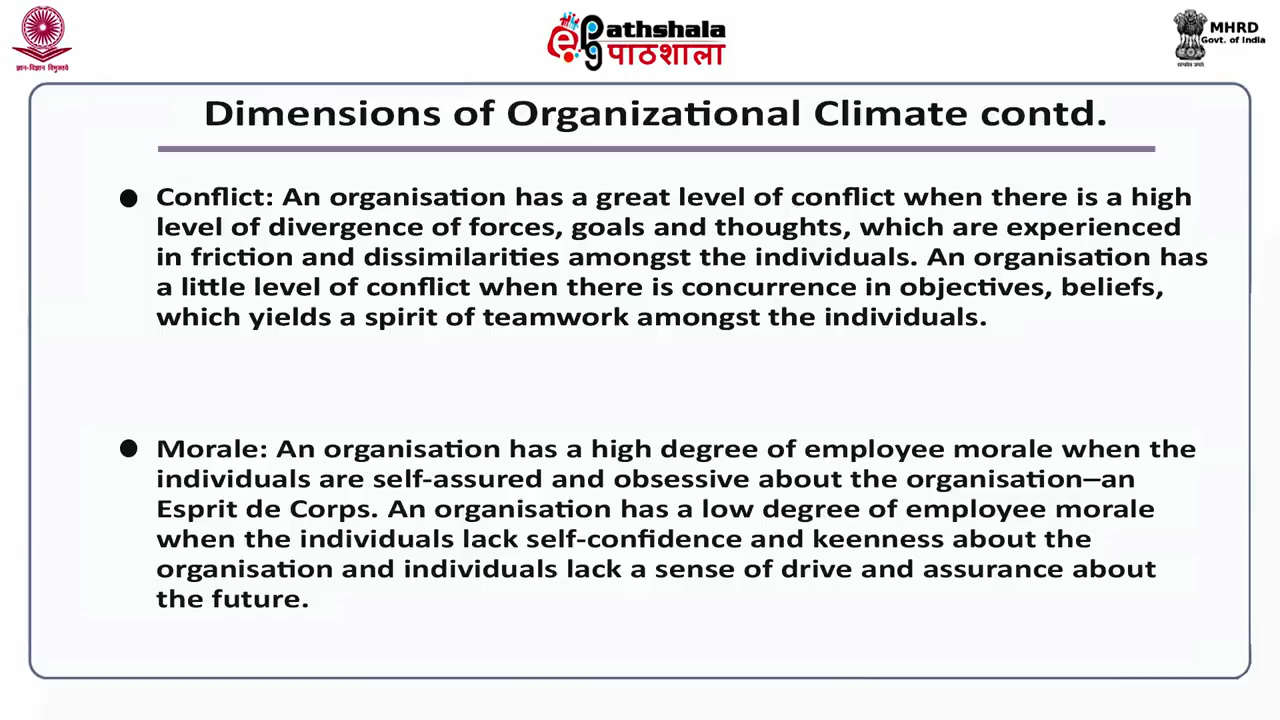 ज्ञान-विज्ञान विमुक्तये
epg
Pathshala
पाठशाला
MHRD
Govt. of India
सत्यमेव जयते
Dimensions of Organizational Climate contd.
● Conflict: An organisation has a great level of conflict when there is a high
level of divergence of forces, goals and thoughts, which are experienced
in friction and dissimilarities amongst the individuals. An organisation has
a little level of conflict when there is concurrence in objectives, beliefs,
which yields a spirit of teamwork amongst the individuals.
● Morale: An organisation has a high degree of employee morale when the
individuals are self-assured and obsessive about the organisation–an
Esprit de Corps. An organisation has a low degree of employee morale
when the individuals lack self-confidence and keenness about the
organisation and individuals lack a sense of drive and assurance about
the future.